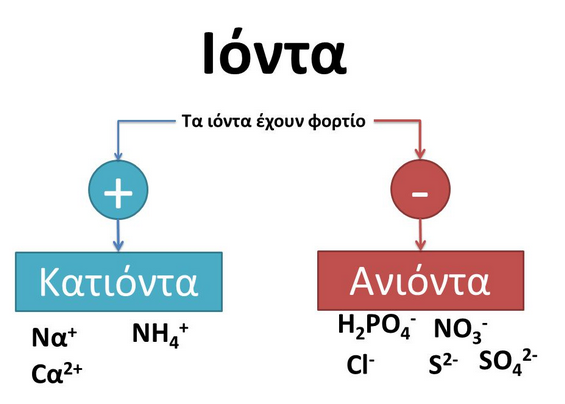 Ιόντα
Τα ιόντα έχουν φορτίο
+ -
Κατιόντα Ανιόντα
Να⁺ NH₄⁺ H₂PO₄⁻ NO₃⁻
Cα²⁺ Cl⁻ S²⁻ SO₄²⁻